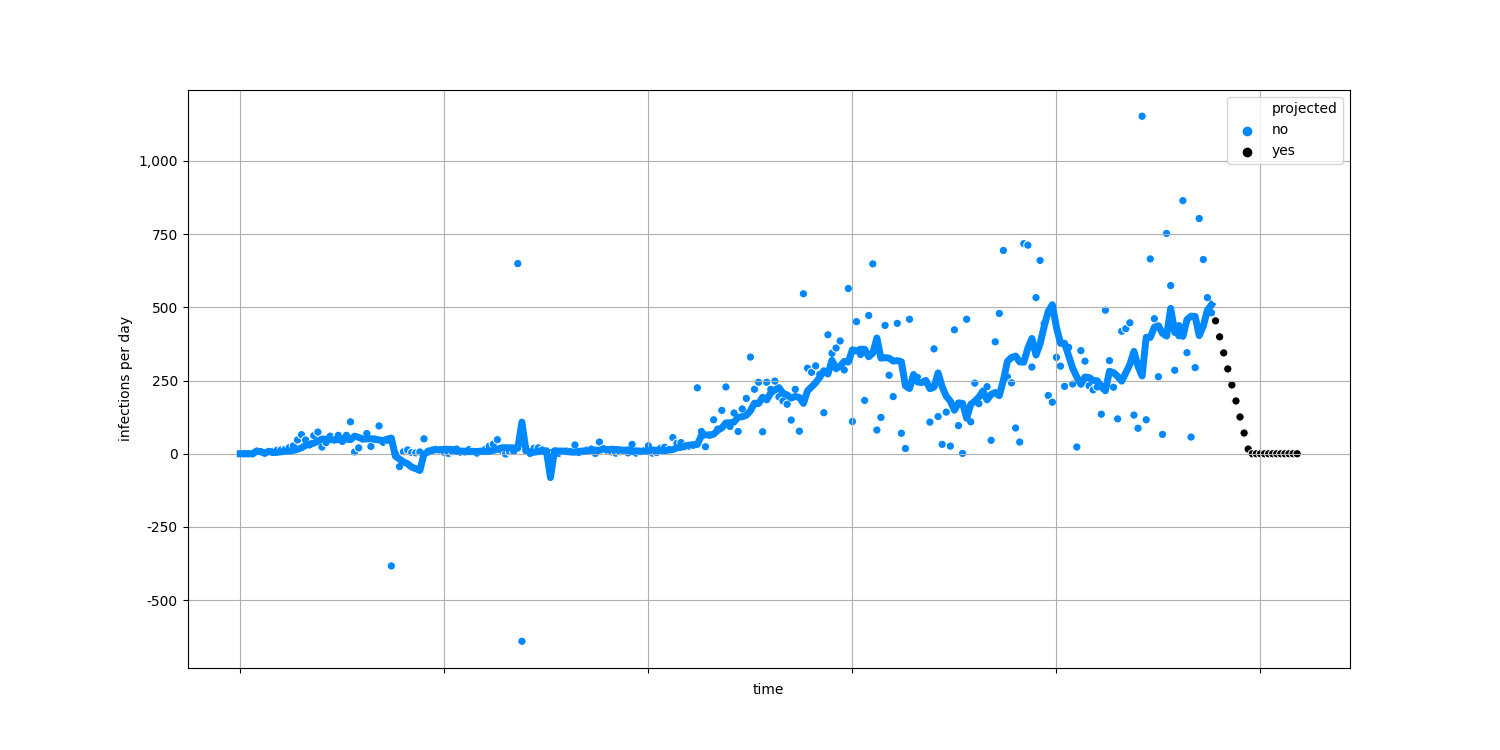 projected
no
yes
1,000
750
500
250
0
-250
-500
infections per day
time